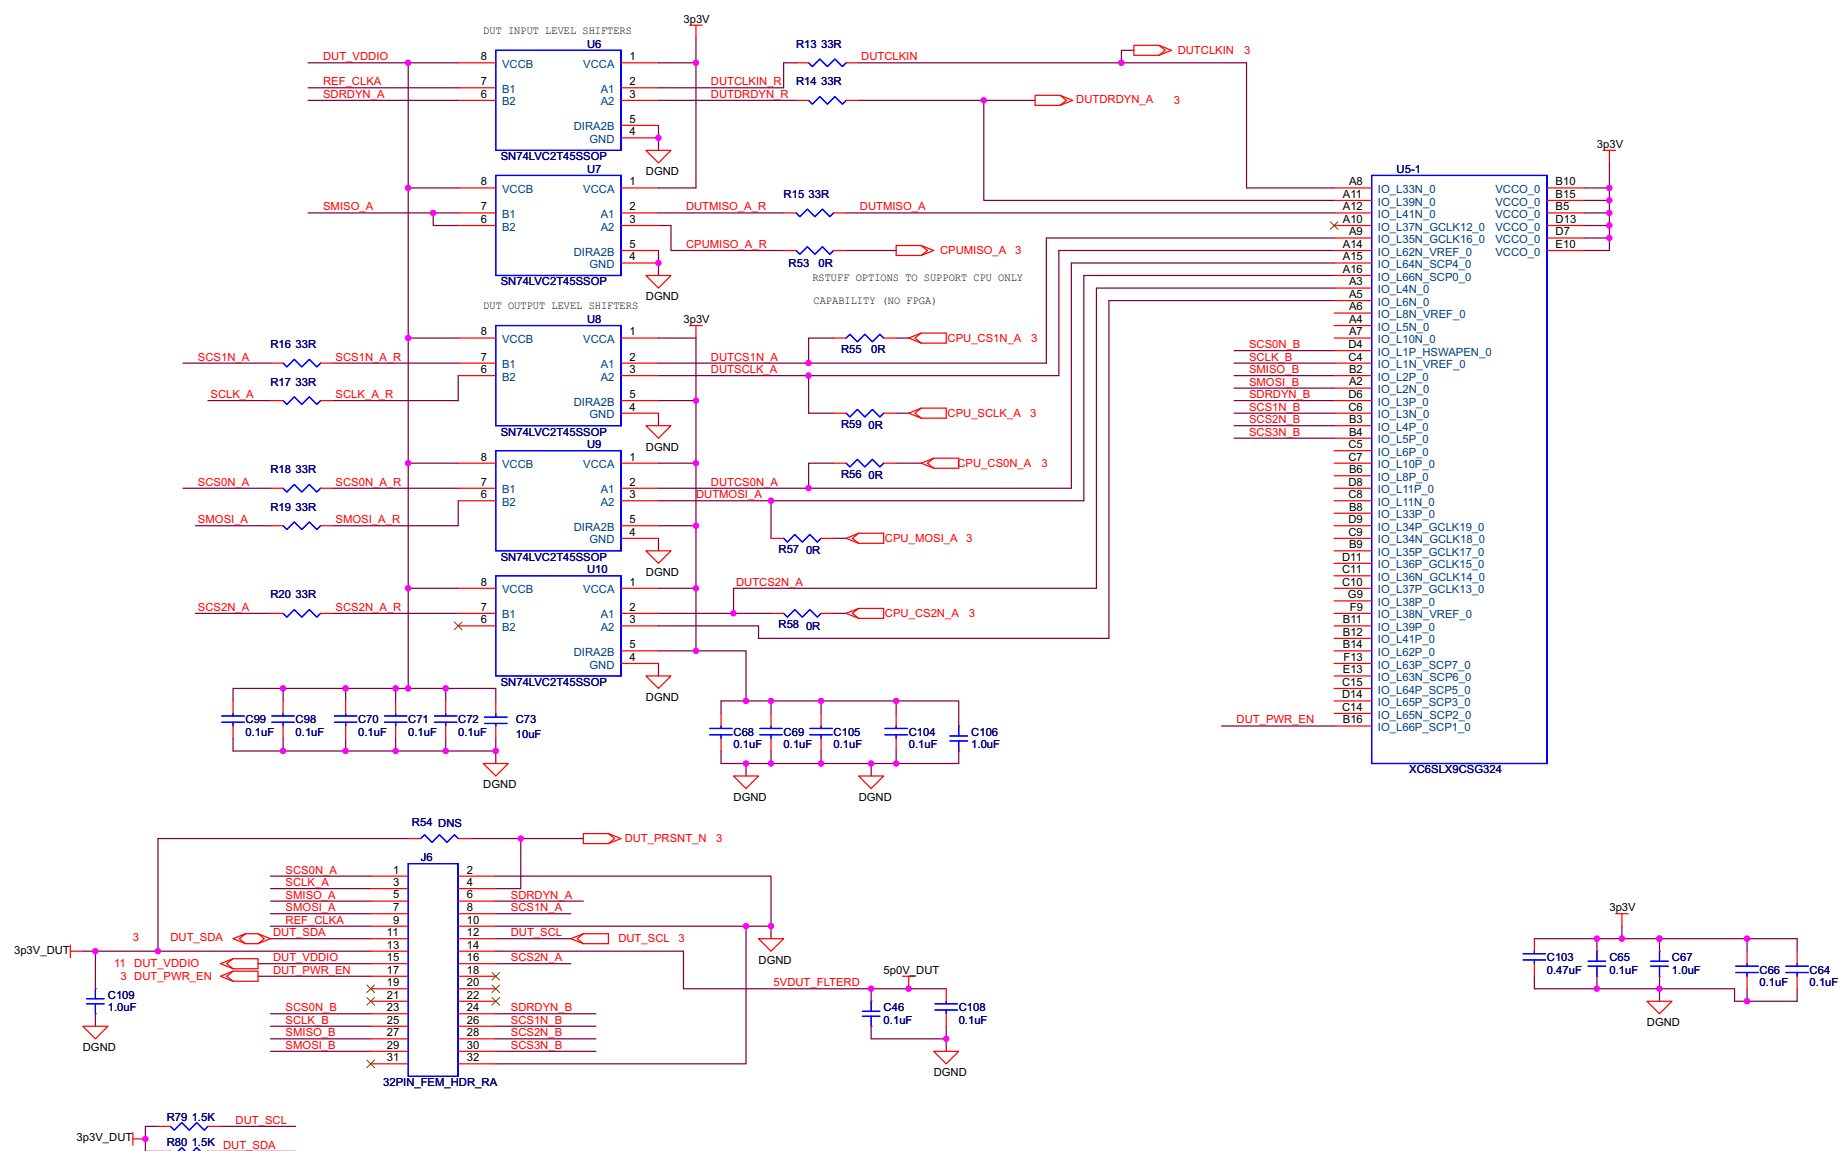 DUT INPUT LEVEL SHIFTERS
3p3V
U6
DUT_VDDIO 8 VCCB VCCA 1
REF_CLKA 7 B1 A1 2 DUTCLKIN_R R13 33R DUTCLKIN DUTCLKIN 3
SDRDYN_A 6 B2 A2 3 DUTDRDYN_R R14 33R DUTDRDYN_A 3
DIRA2B 5
GND 4
SN74LVC2T45SSOP
DGND
U7
8 VCCB VCCA 1
SMISO_A 7 B1 A1 2 DUTMISO_A_R R15 33R DUTMISO_A
6 B2 A2 3 CPUMISO_A_R R53 0R CPUMISO_A 3
DIRA2B 5
GND 4
SN74LVC2T45SSOP
DGND
RSTUFF OPTIONS TO SUPPORT CPU ONLY
CAPABILITY (NO FPGA)
DUT OUTPUT LEVEL SHIFTERS
3p3V
U8
8 VCCB VCCA 1
SCS1N_A R16 33R SCS1N_A_R 7 B1 A1 2 DUTCS1N_A R55 0R CPU_CS1N_A 3
SCLK_A R17 33R SCLK_A_R 6 B2 A2 3 DUTSCLK_A R59 0R CPU_SCLK_A 3
DIRA2B 5
GND 4
SN74LVC2T45SSOP
DGND
U9
8 VCCB VCCA 1
SCS0N_A R18 33R SCS0N_A_R 7 B1 A1 2 DUTCS0N_A R56 0R CPU_CS0N_A 3
SMOSI_A R19 33R SMOSI_A_R 6 B2 A2 3 DUTMOSI_A R57 0R CPU_MOSI_A 3
DIRA2B 5
GND 4
SN74LVC2T45SSOP
DGND
U10
8 VCCB VCCA 1 DUTCS2N_A
SCS2N_A R20 33R SCS2N_A_R 7 B1 A1 2 R58 0R CPU_CS2N_A 3
6 B2 A2 3
DIRA2B 5
GND 4
SN74LVC2T45SSOP
DGND
C99 0.1uF
C98 0.1uF
C70 0.1uF
C71 0.1uF
C72 0.1uF
C73 10uF
DGND
C68 0.1uF
C69 0.1uF
C105 0.1uF
C104 0.1uF
C106 1.0uF
DGND
DGND
3p3V
U5-1
A8 IO_L33N_0 VCCO_0 B10
A11 IO_L39N_0 VCCO_0 B15
A12 IO_L41N_0 VCCO_0 B5
A10 IO_L37N_GCLK12_0 VCCO_0 D13
A9 IO_L35N_GCLK16_0 VCCO_0 D7
A14 IO_L62N_VREF_0 VCCO_0 E10
A15 IO_L64N_SCP4_0
A16 IO_L66N_SCP0_0
A3 IO_L4N_0
A5 IO_L6N_0
A6 IO_L8N_VREF_0
A4 IO_L5N_0
A7 IO_L10N_0
SCS0N_B D4 IO_L1P_HSWAPEN_0
SCLK_B C4 IO_L1N_VREF_0
SMISO_B B2 IO_L2P_0
SMOSI_B A2 IO_L2N_0
SDRDYN_B D6 IO_L3P_0
SCS1N_B C6 IO_L3N_0
SCS2N_B B3 IO_L4P_0
SCS3N_B B4 IO_L5P_0
C5 IO_L6P_0
C7 IO_L10P_0
B6 IO_L8P_0
D8 IO_L11P_0
C8 IO_L11N_0
B8 IO_L33P_0
D9 IO_L34P_GCLK19_0
C9 IO_L34N_GCLK18_0
B9 IO_L35P_GCLK17_0
D11 IO_L36P_GCLK15_0
C11 IO_L36N_GCLK14_0
C10 IO_L37P_GCLK13_0
G9 IO_L38P_0
F9 IO_L38N_VREF_0
B11 IO_L39P_0
B12 IO_L41P_0
B14 IO_L62P_0
F13 IO_L63P_SCP7_0
E13 IO_L63N_SCP6_0
C15 IO_L64P_SCP5_0
D14 IO_L65P_SCP3_0
C14 IO_L65N_SCP2_0
DUT_PWR_EN B16 IO_L66P_SCP1_0
XC6SLX9CSG324
R54 DNS DUT_PRSNT_N 3
J6
SCS0N_A 1 2
SCLK_A 3 4
SMISO_A 5 6 SDRDYN_A
SMOSI_A 7 8 SCS1N_A
REF_CLKA 9 10
3 DUT_SDA DUT_SDA 11 12 DUT_SCL DUT_SCL 3
3p3V_DUT 13 14
11 DUT_VDDIO DUT_VDDIO 15 16 SCS2N_A
3 DUT_PWR_EN DUT_PWR_EN 17 18
19 20
21 22
SCS0N_B 23 24 SDRDYN_B
SCLK_B 25 26 SCS1N_B
SMISO_B 27 28 SCS2N_B
SMOSI_B 29 30 SCS3N_B
31 32
32PIN_FEM_HDR_RA
C109 1.0uF
DGND
DGND
5VDUT_FLTERD
5p0V_DUT
C46 0.1uF
C108 0.1uF
DGND
3p3V
C103 0.47uF
C65 0.1uF
C67 1.0uF
C66 0.1uF
C64 0.1uF
DGND
R79 1.5K DUT_SCL
3p3V_DUT
R80 1.5K DUT_SDA